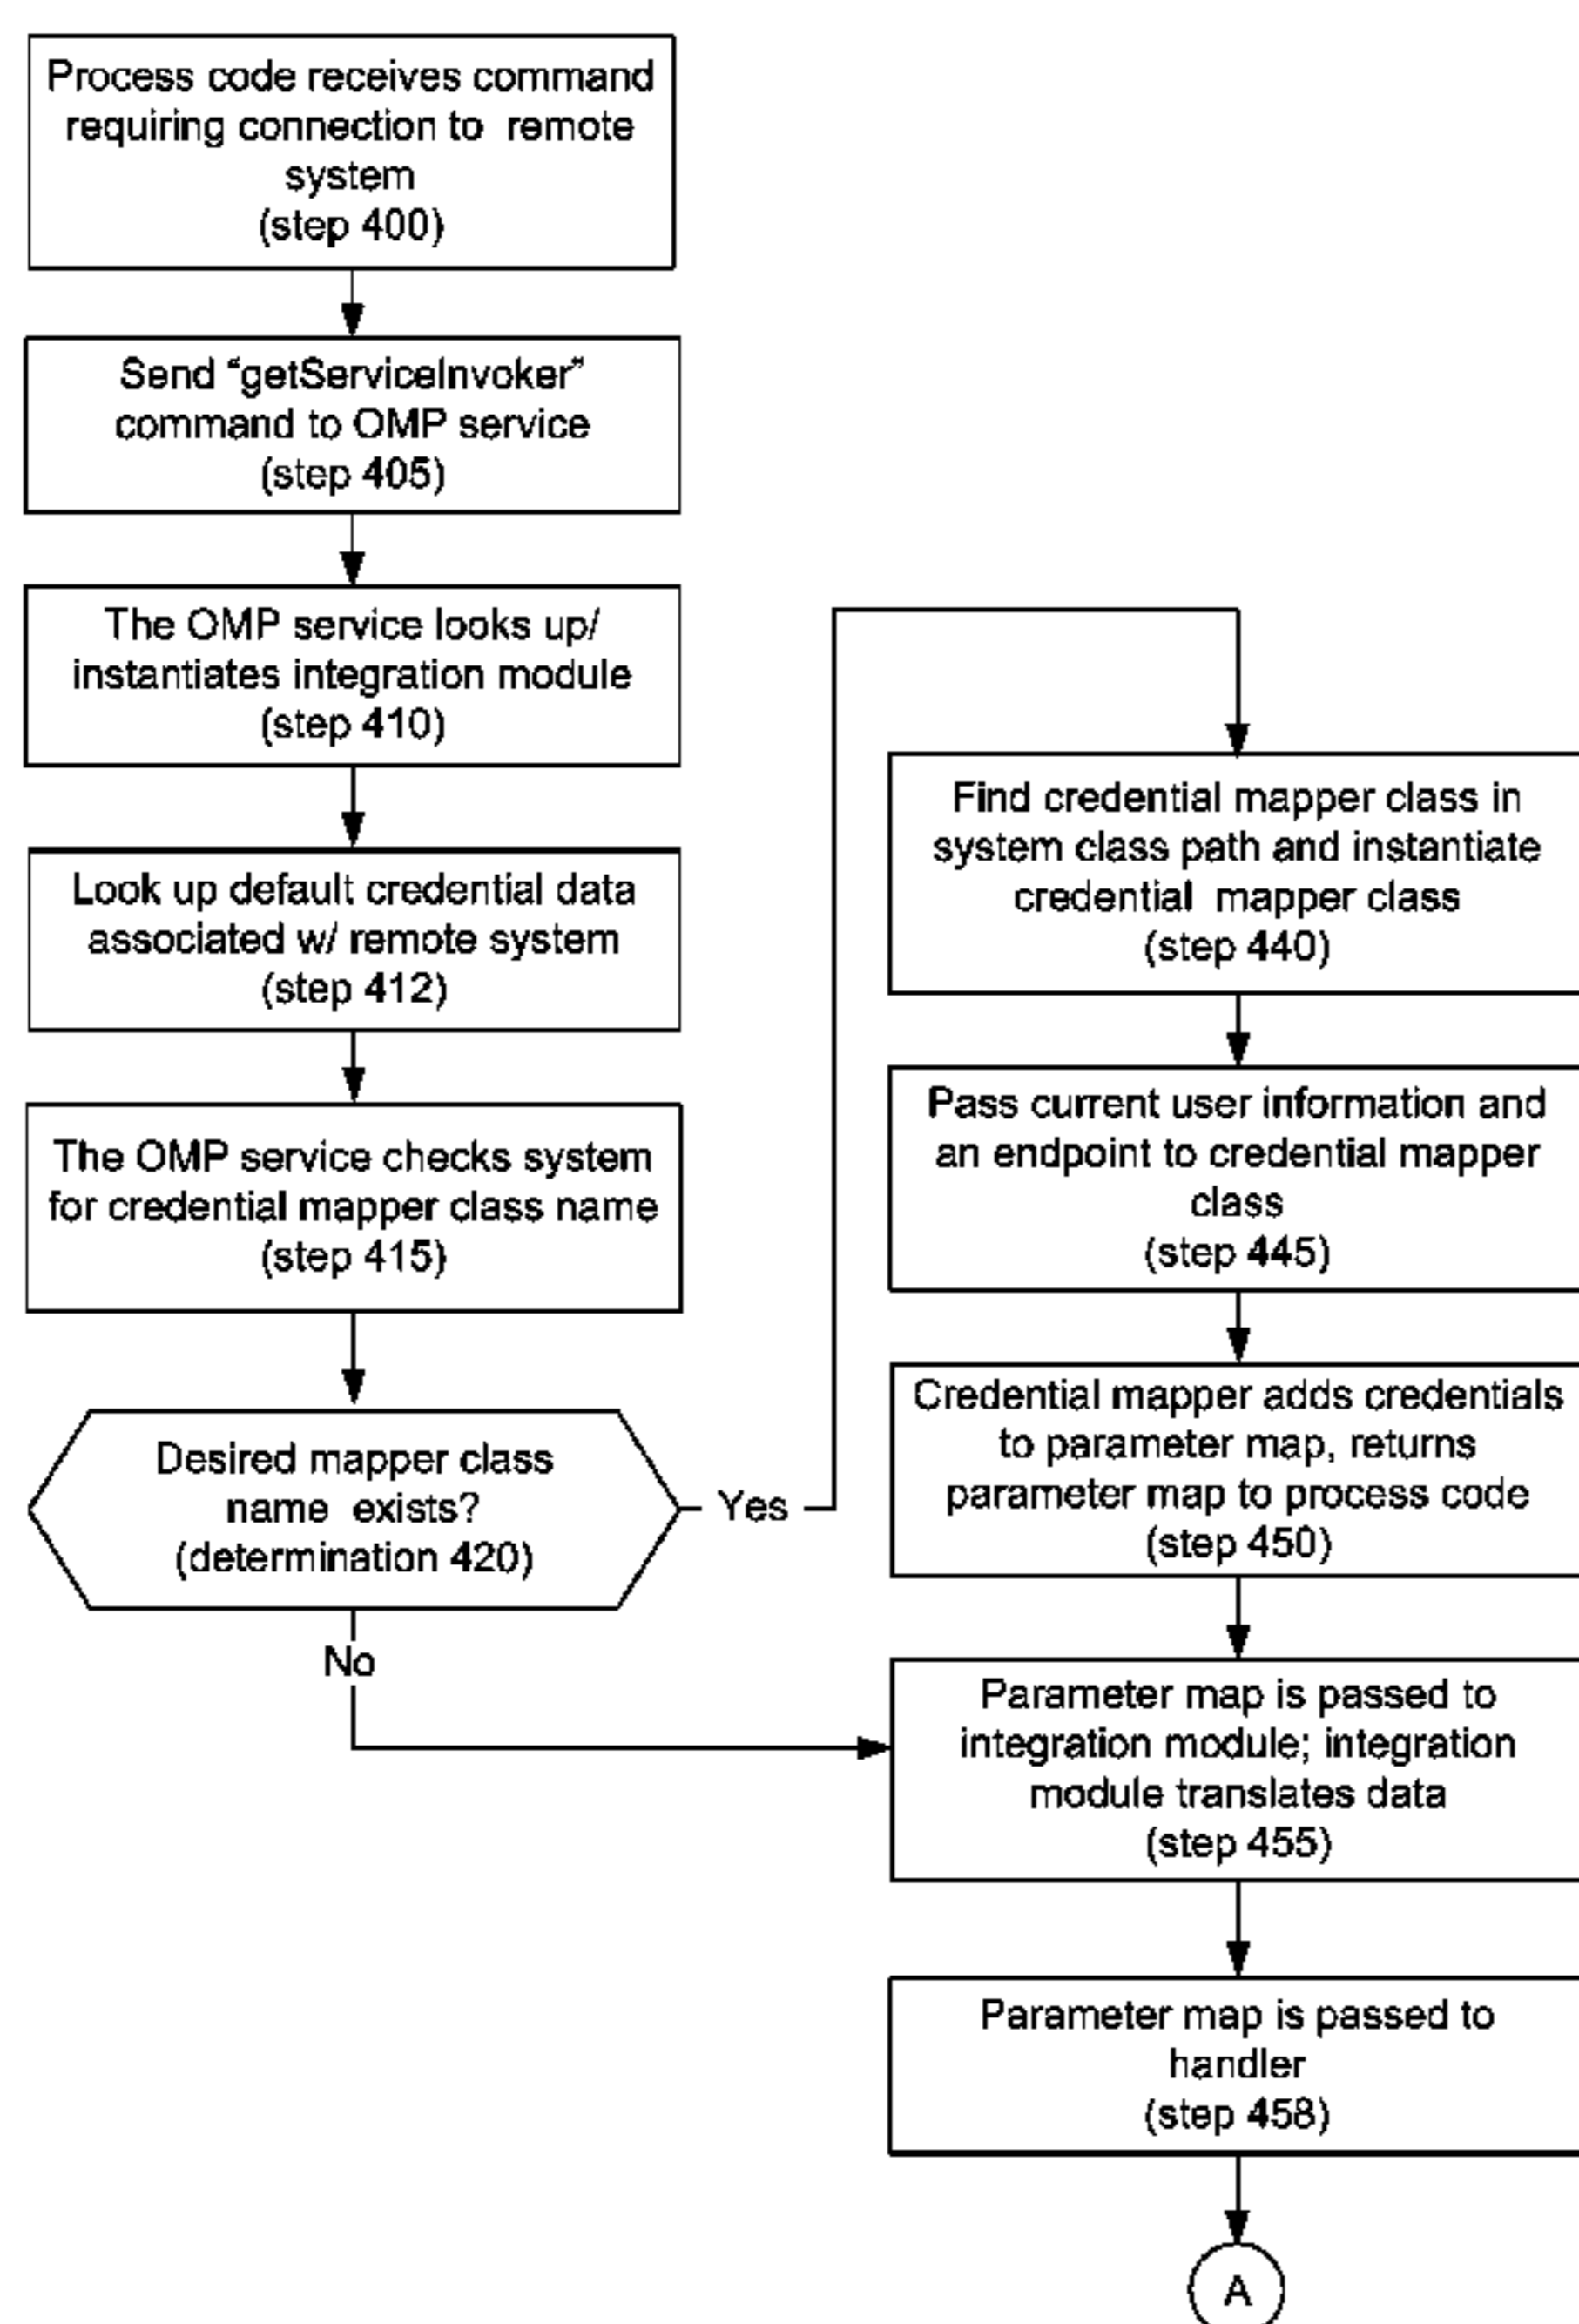 Process code receives command
requiring connection to remote
system
(step 400)
Send “getServiceInvoker”
command to OMP service
(step 405)
The OMP service looks up/
instantiates integration module
(step 410)
Look up default credential data
associated w/ remote system
(step 412)
The OMP service checks system
for credential mapper class name
(step 415)
Desired mapper class
name exists?
(determination 420)
Yes
No
Find credential mapper class in
system class path and instantiate
credential mapper class
(step 440)
Pass current user information and
an endpoint to credential mapper
class
(step 445)
Credential mapper adds credentials
to parameter map, returns
parameter map to process code
(step 450)
Parameter map is passed to
integration module; integration
module translates data
(step 455)
Parameter map is passed to
handler
(step 458)
A